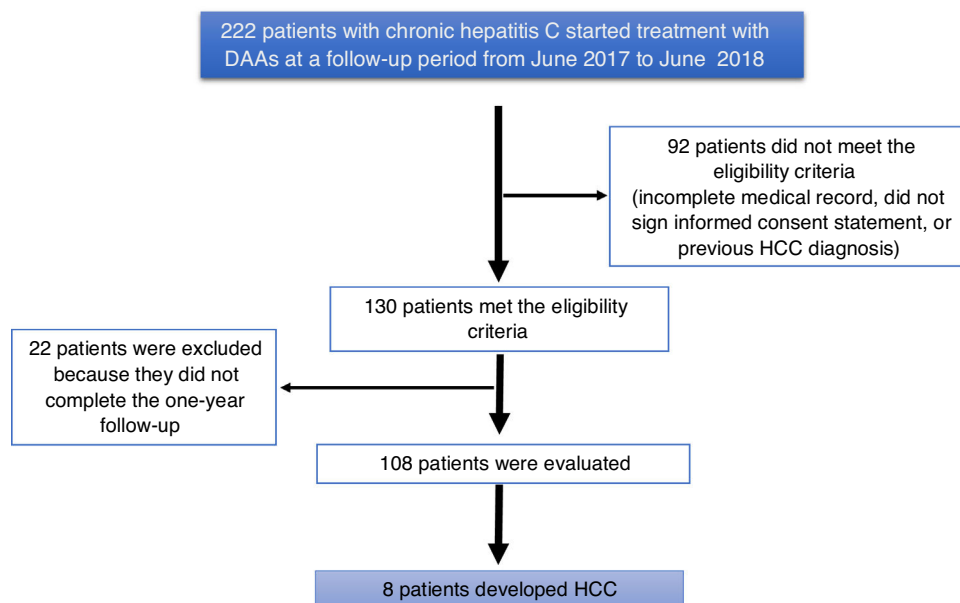 222 patients with chronic hepatitis C started treatment with
DAAs at a follow-up period from June 2017 to June 2018
92 patients did not meet the
eligibility criteria
(incomplete medical record, did not
sign informed consent statement, or
previous HCC diagnosis)
130 patients met the eligibility
criteria
22 patients were excluded
because they did not
complete the one-year
follow-up
108 patients were evaluated
8 patients developed HCC